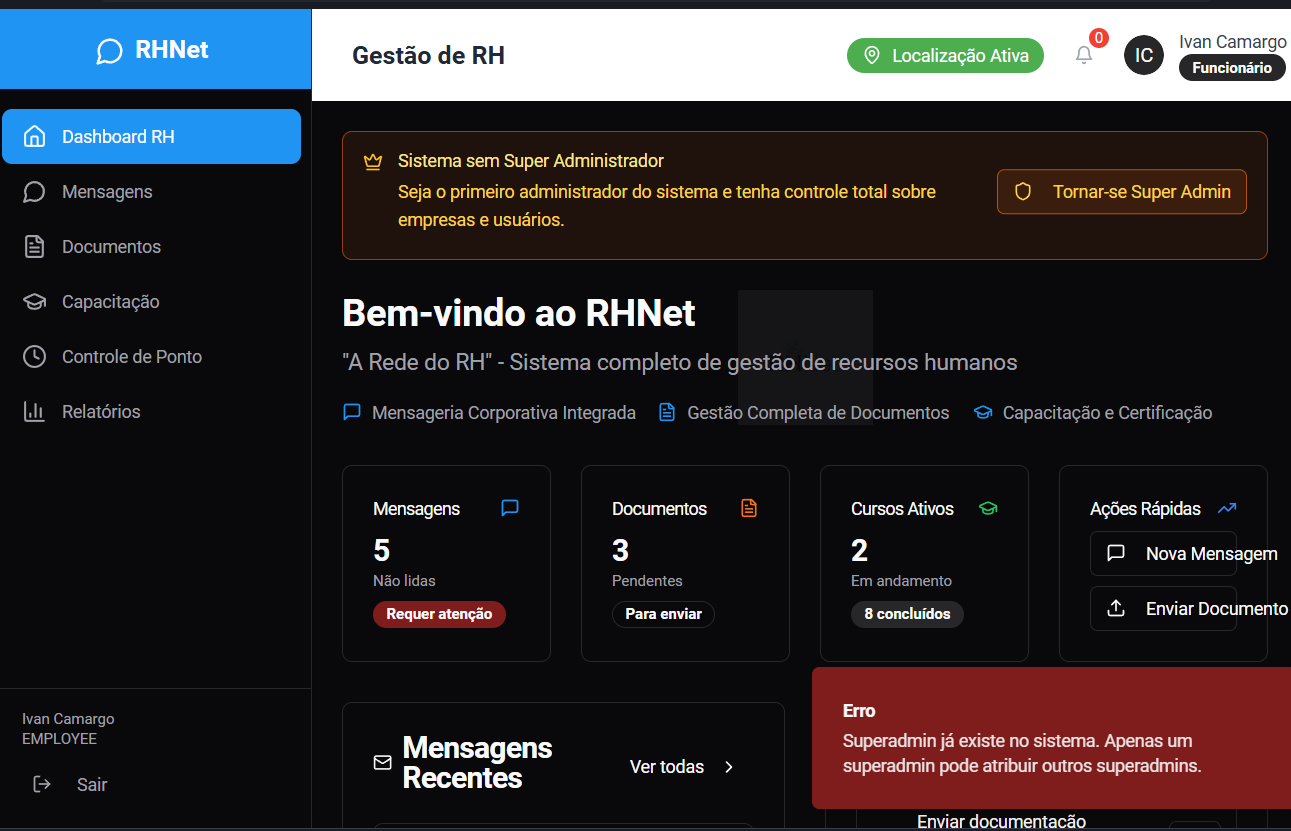 RHNet
Gestão de RH
Localização Ativa
0
IC
Ivan Camargo
Funcionário
Dashboard RH
Mensagens
Documentos
Capacitação
Controle de Ponto
Relatórios
Ivan Camargo
EMPLOYEE
Sair
Sistema sem Super Administrador
Seja o primeiro administrador do sistema e tenha controle total sobre
empresas e usuários.
Tornar-se Super Admin
Bem-vindo ao RHNet
"A Rede do RH" - Sistema completo de gestão de recursos humanos
Mensageria Corporativa Integrada
Gestão Completa de Documentos
Capacitação e Certificação
Mensagens
5
Não lidas
Requer atenção
Documentos
3
Pendentes
Para enviar
Cursos Ativos
2
Em andamento
8 concluídos
Ações Rápidas
Nova Mensagem
Enviar Documento
Mensagens
Recentes
Ver todas
Erro
Superadmin já existe no sistema. Apenas um
superadmin pode atribuir outros superadmins.
Enviar documentação